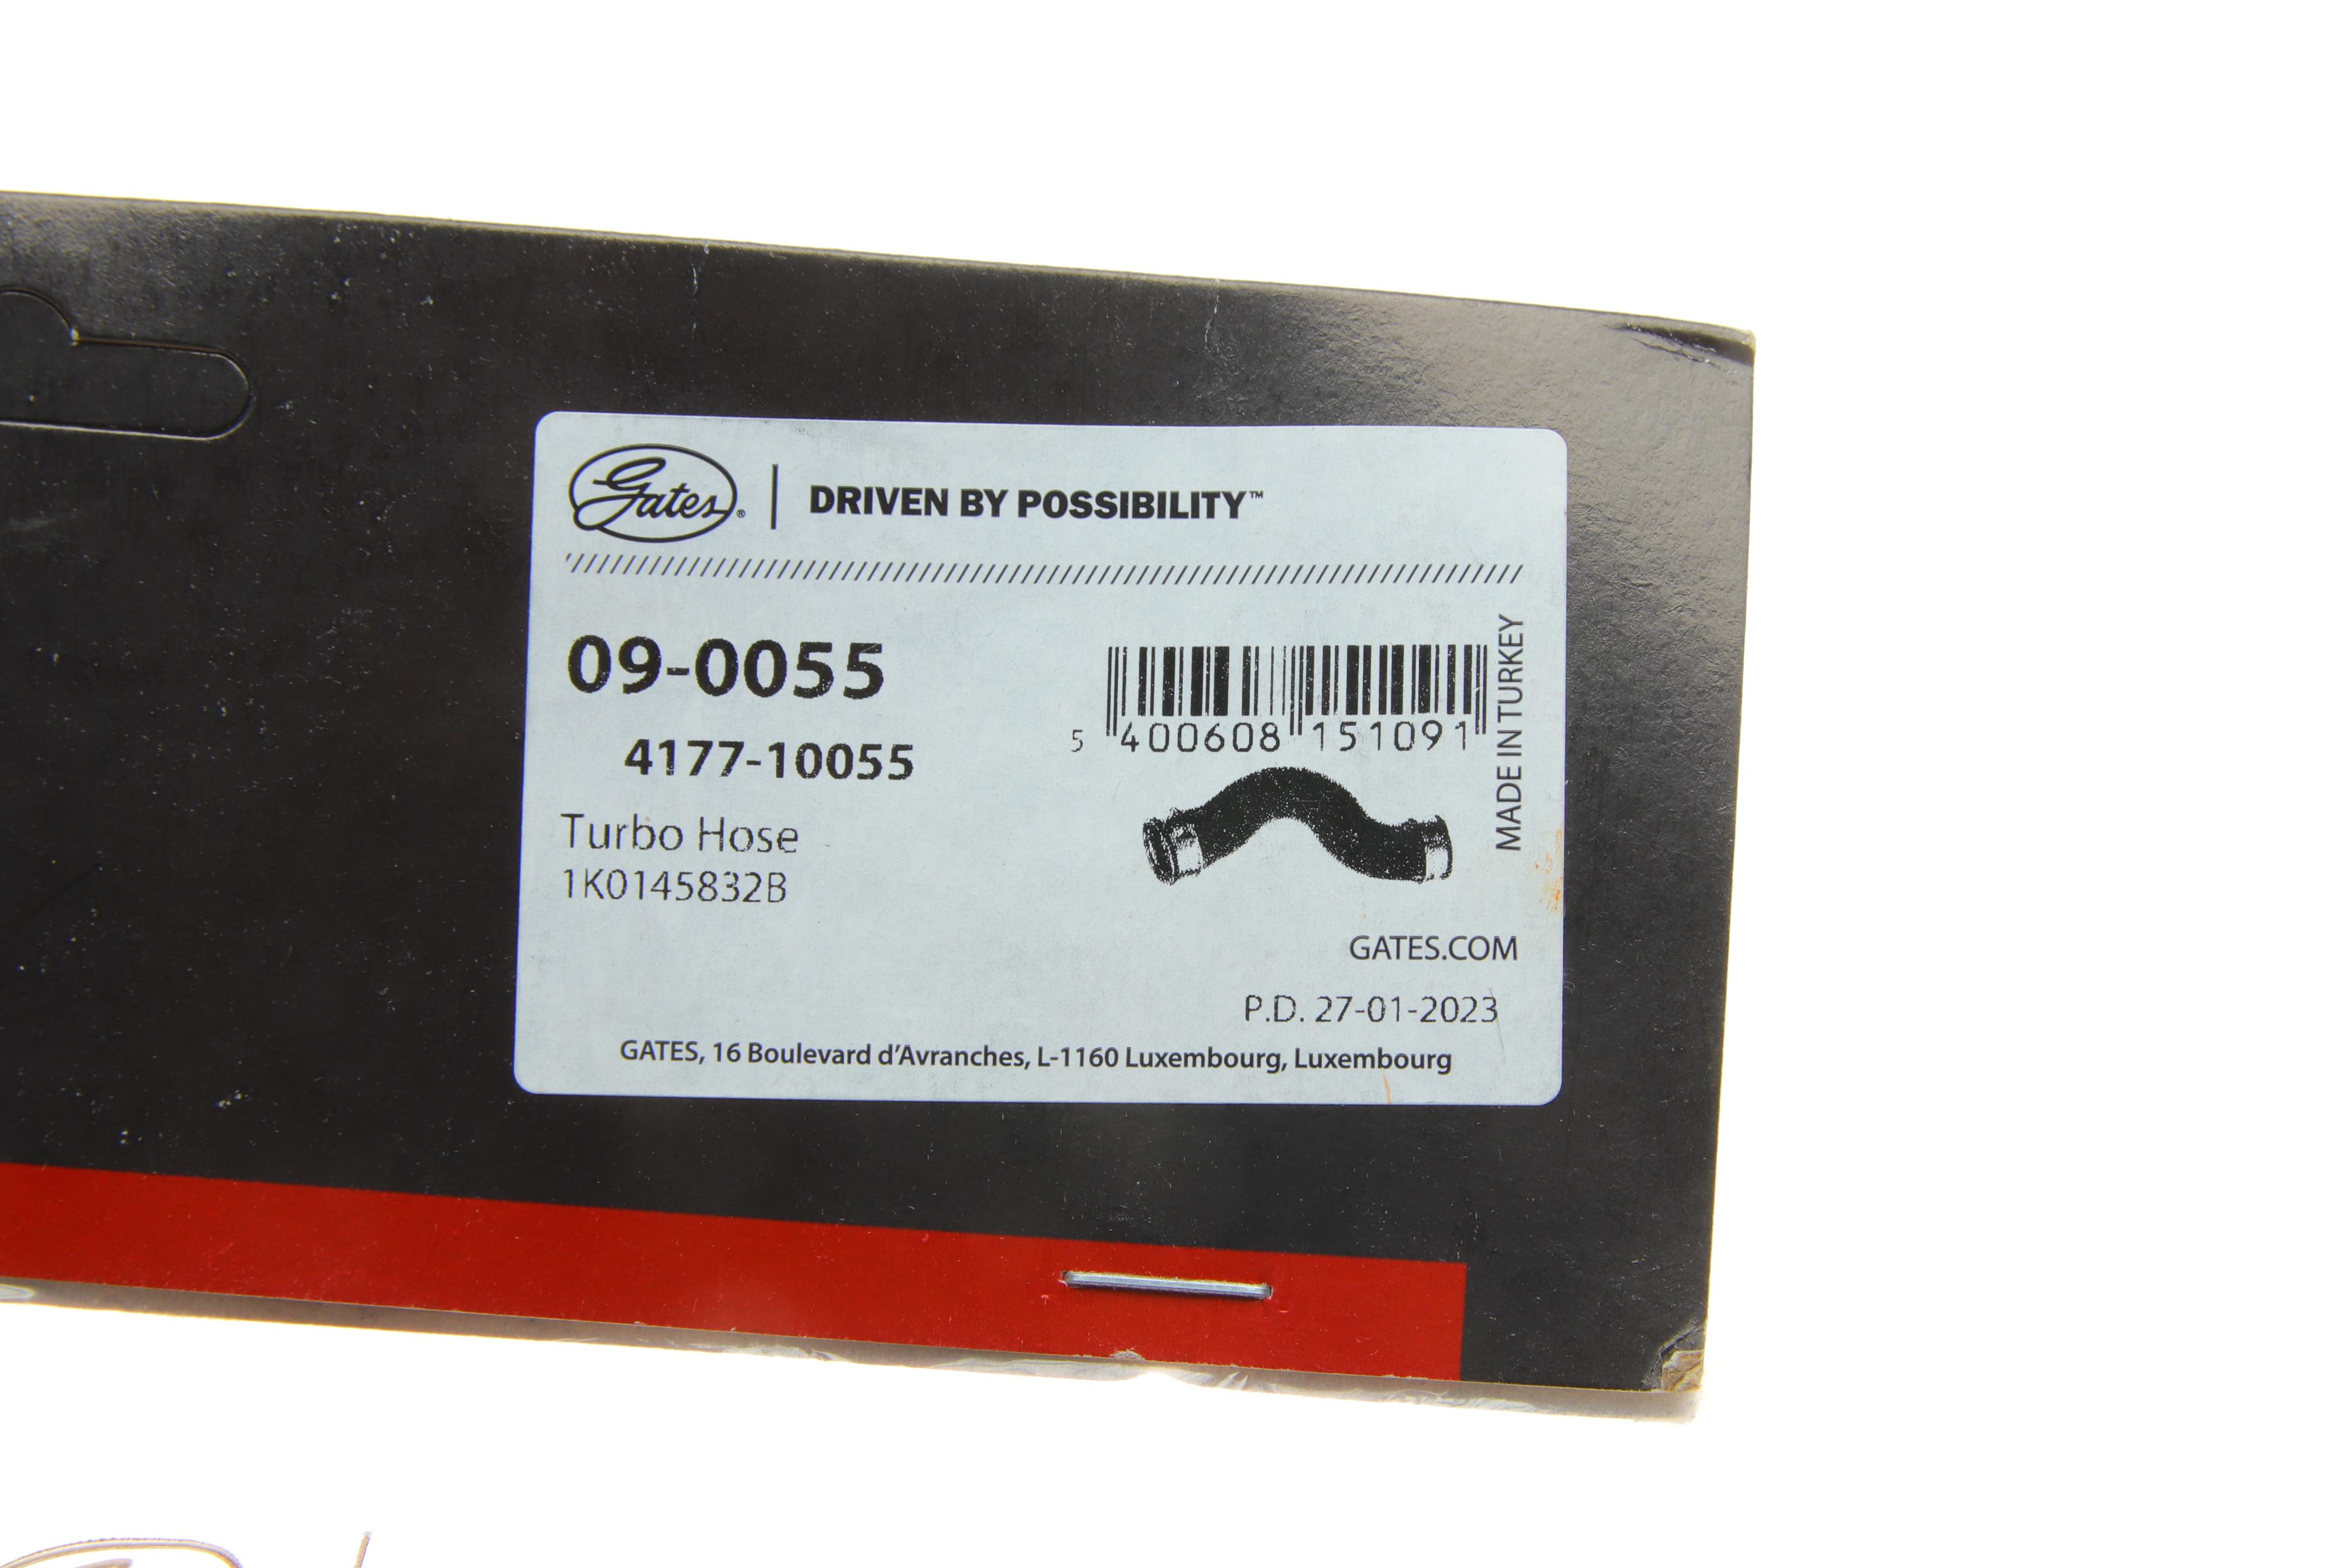 Gates® | DRIVEN BY POSSIBILITY™
09-0055
4177-10055
Turbo Hose
1K0145832B
5 400608 151091
MADE IN TURKEY
GATES.COM
P.D. 27-01-2023
GATES, 16 Boulevard d'Avranches, L-1160 Luxembourg, Luxembourg